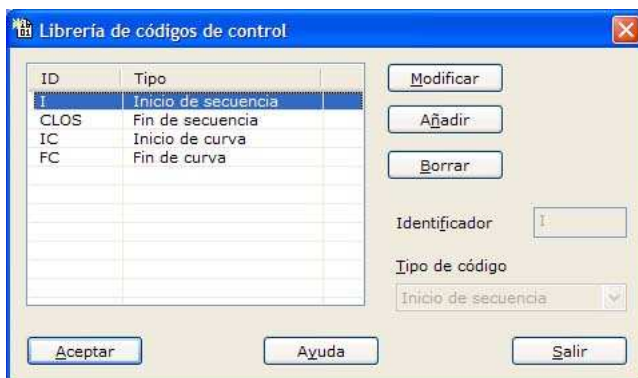 Librería de códigos de control
ID Tipo
I Inicio de secuencia
CLOS Fin de secuencia
IC Inicio de curva
FC Fin de curva
Modificar
Añadir
Borrar
Identificador I
Tipo de código
Inicio de secuencia
Aceptar Ayuda Salir